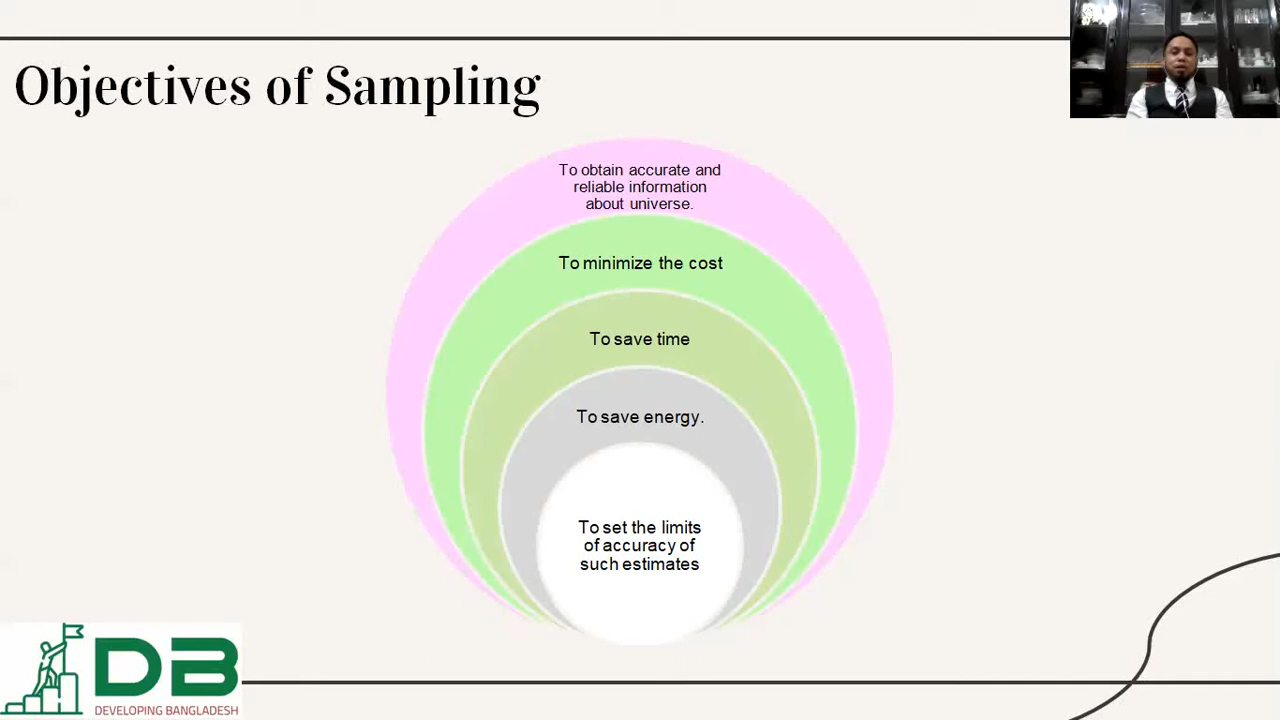 Objectives of Sampling
To obtain accurate and
reliable information
about universe.
To minimize the cost
To save time
To save energy.
To set the limits
of accuracy of
such estimates
DB
DEVELOPING BANGLADESH